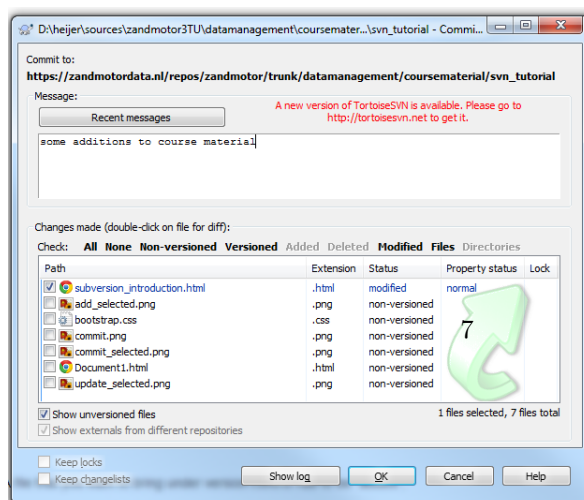 D:\heijer\sources\zandmotor3TU\datamanagement\coursemater...\svn_tutorial - Commi...
Commit to:
https://zandmotordata.nl/repos/zandmotor/trunk/datamanagement/coursematerial/svn_tutorial
Message:
Recent messages
A new version of TortoiseSVN is available. Please go to
http://tortoisesvn.net to get it.
some additions to course material
Changes made (double-click on file for diff):
Check: All None Non-versioned Versioned Added Deleted Modified Files Directories
Path Extension Status Property status Lock
subversion_introduction.html .html modified normal
add_selected.png .png non-versioned
bootstrap.css .css non-versioned
commit.png .png non-versioned
commit_selected.png .png non-versioned
Document1.html .html non-versioned
update_selected.png .png non-versioned
7
Show unversioned files
1 files selected, 7 files total
Show externals from different repositories
Keep locks
Keep changelists
Show log OK Cancel Help